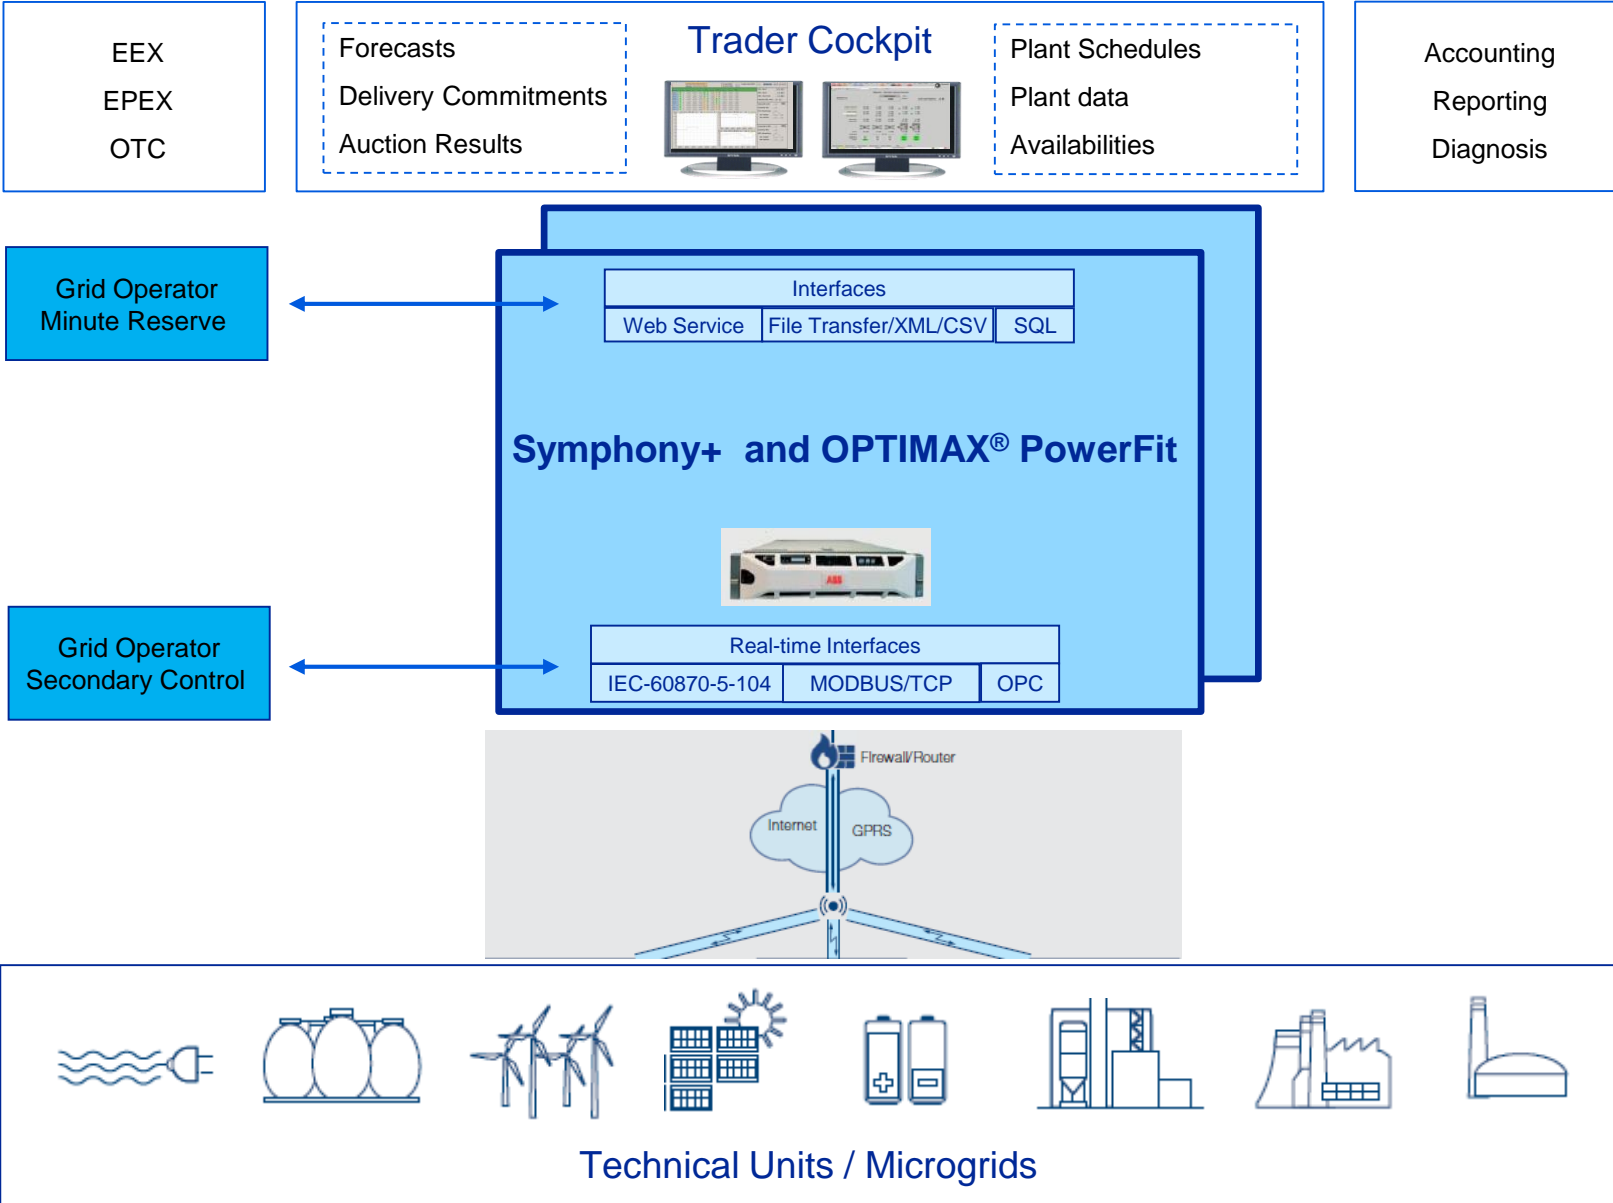 EEX
EPEX
OTC
Forecasts
Delivery Commitments
Auction Results
Trader Cockpit
Plant Schedules
Plant data
Availabilities
Accounting
Reporting
Diagnosis
Grid Operator
Minute Reserve
Interfaces
Web Service
File Transfer/XML/CSV
SQL
Symphony+ and OPTIMAX® PowerFit
ABB
Grid Operator
Secondary Control
Real-time Interfaces
IEC-60870-5-104
MODBUS/TCP
OPC
Firewall/Router
Internet
GPRS
Technical Units / Microgrids